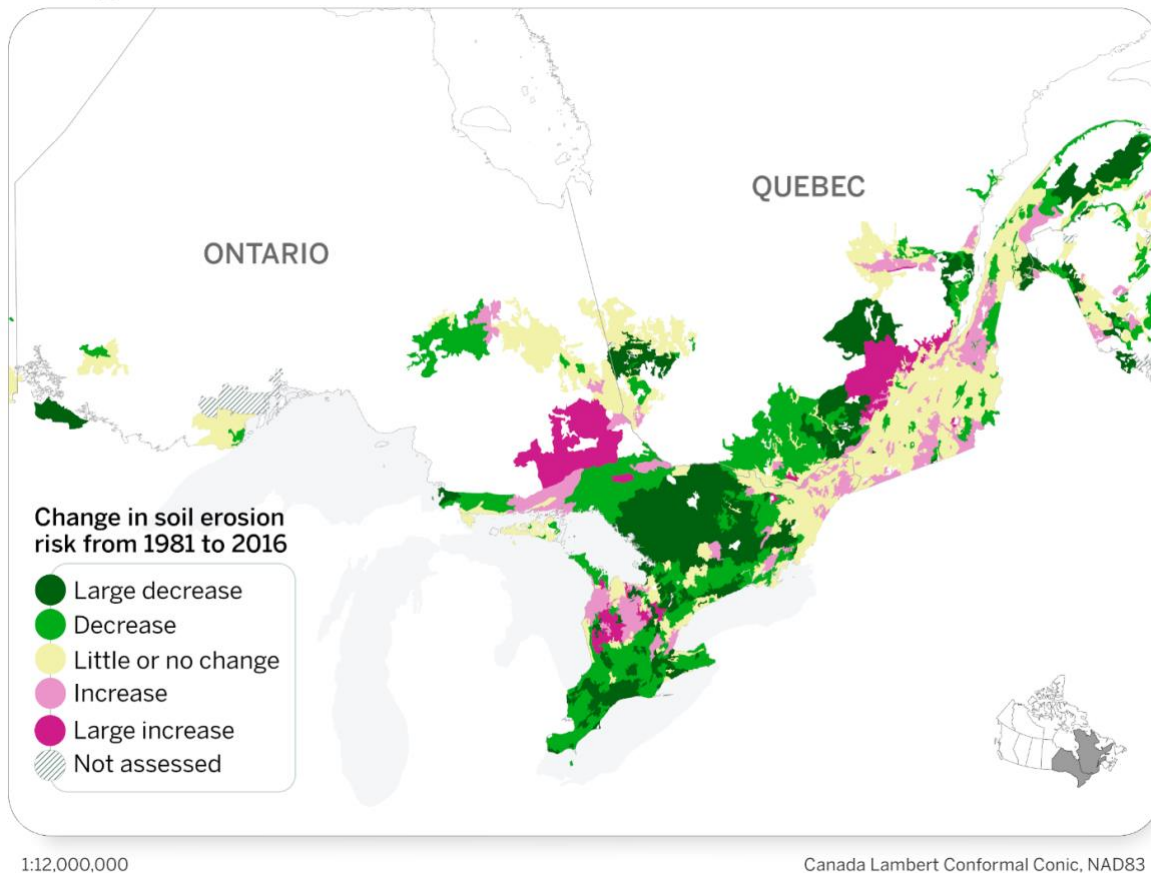 QUEBEC
ONTARIO
Change in soil erosion
risk from 1981 to 2016
Large decrease
Decrease
Little or no change
Increase
Large increase
Not assessed
1:12,000,000
Canada Lambert Conformal Conic, NAD83